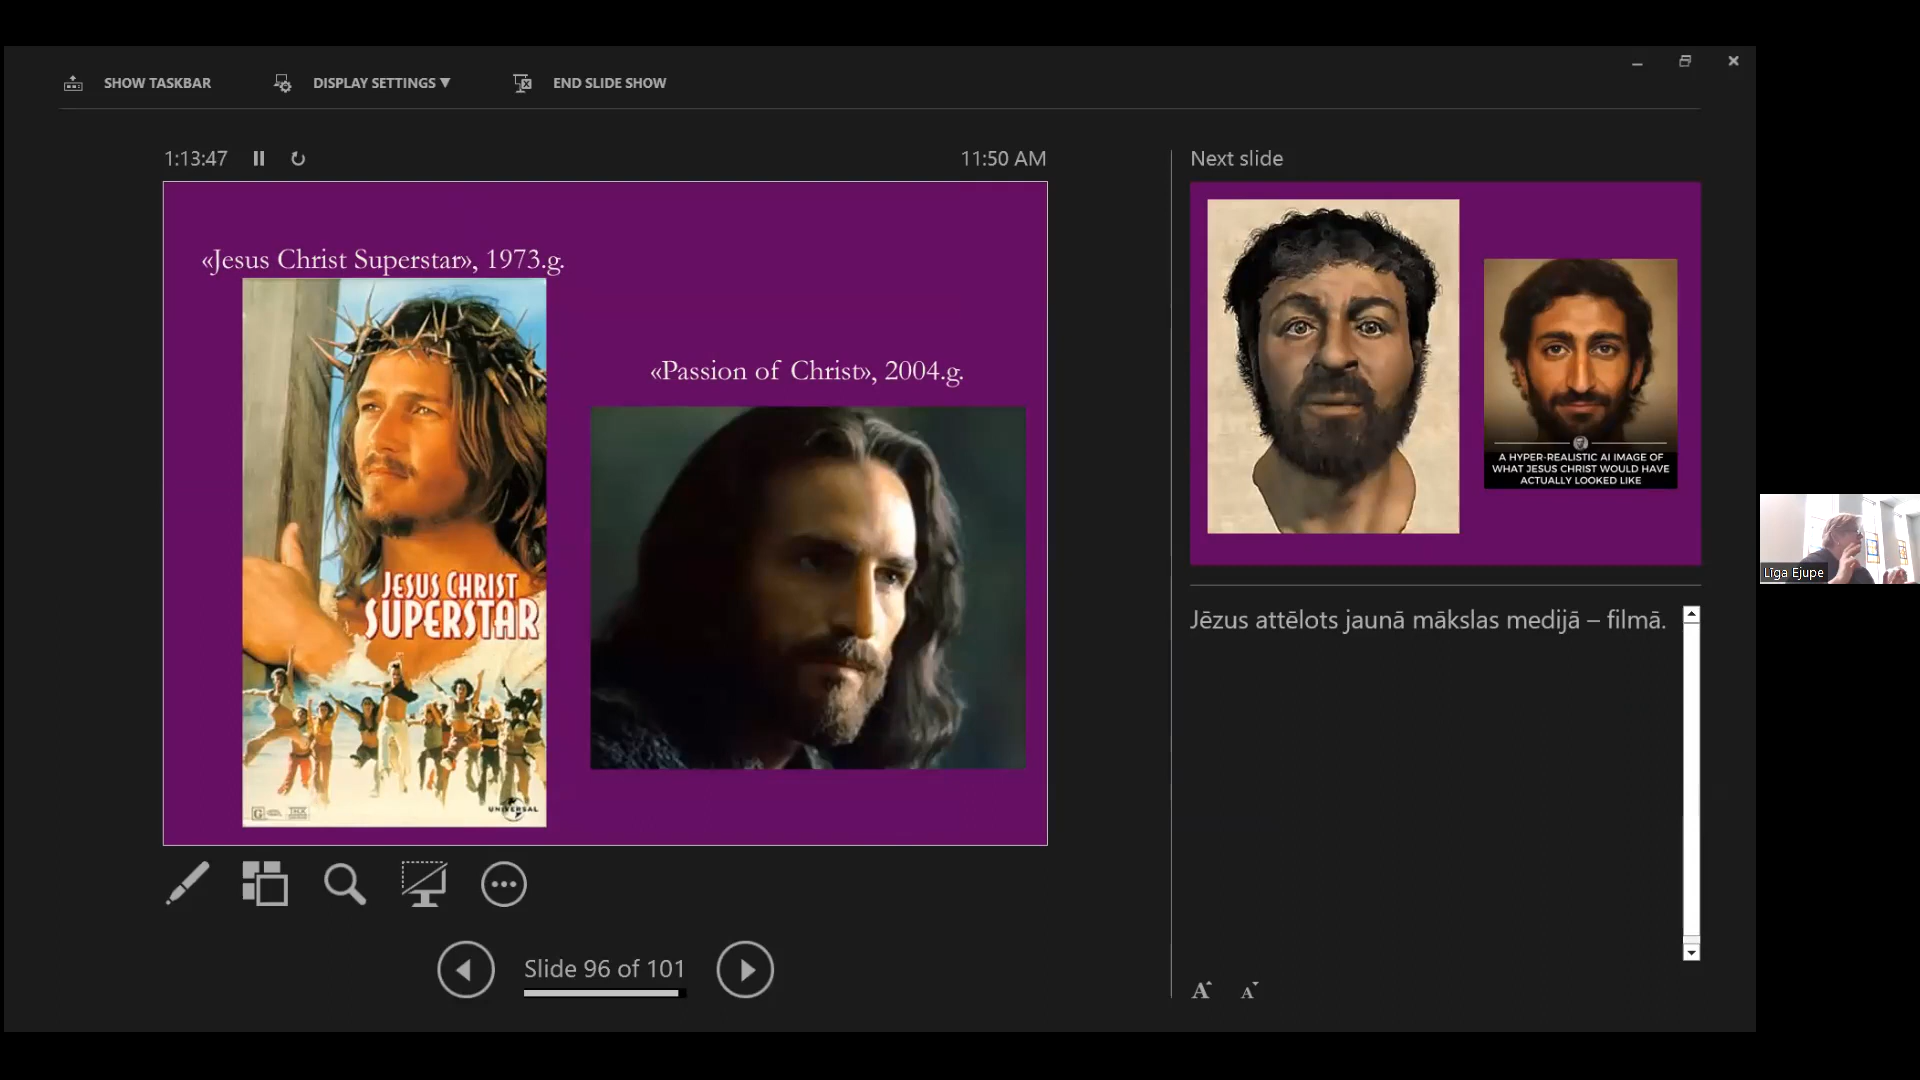 SHOW TASKBAR
DISPLAY SETTINGS ▼
END SLIDE SHOW
1:13:47
11:50 AM
«Jesus Christ Superstar», 1973.g.
JESUS CHRIST
SUPERSTAR
UNIVERSAL
G
«Passion of Christ», 2004.g.
Next slide
A HYPER-REALISTIC AI IMAGE OF
WHAT JESUS CHRIST WOULD HAVE
ACTUALLY LOOKED LIKE
Jēzus attēlots jaunā mākslas medijā – filmā.
Slide 96 of 101
A A
Līga Ejupe